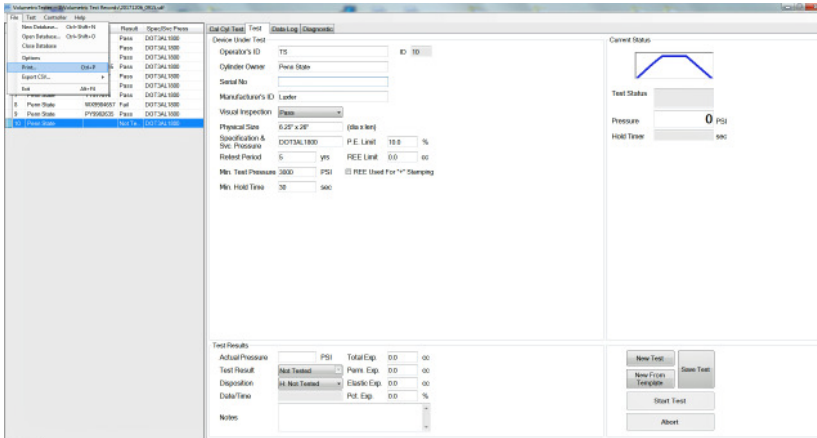 Volumetric Tester
File Test Controller Help
New Database... Ctrl+Shift+N
Open Database... Ctrl+Shift+O
Close Database
Options
Print... Ctrl+P
Export CSV...
Exit Alt+F4
Result Spec/Svc Press
Pass DOT3AL1800
Pass DOT3AL1800
Pass DOT3AL1800
Pass DOT3AL1800
Pass DOT3AL1800
Pass DOT3AL1800
Pass DOT3AL1800
8 Penn State Fail DOT3AL1800
9 Penn State Pass DOT3AL1800
10 Penn State Not Te... DOT3AL1800
Cal Cyl Test Test Data Log Diagnostic
Device Under Test
Operator's ID TS ID 10
Cylinder Owner Penn State
Serial No
Manufacturer's ID Luxfer
Visual Inspection Pass
Physical Size 6.25" x 26" (dia x len)
Specification & Svc Pressure DOT3AL1800 P.E. Limit 10.0 %
Retest Period 5 yrs REE Limit 0.0 cc
Min. Test Pressure 3000 PSI REE Used For "+" Stamping
Min. Hold Time 30 sec
Current Status
Test Status
Pressure 0 PSI
Hold Timer sec
Test Results
Actual Pressure PSI Total Exp. 0.0 cc
Test Result Not Tested Perm. Exp. 0.0 cc
Disposition Not Tested Elastic Exp. 0.0 cc
Date/Time Pct. Exp. 0.0 %
Notes
New Test
New From Template
Save Test
Start Test
Abort